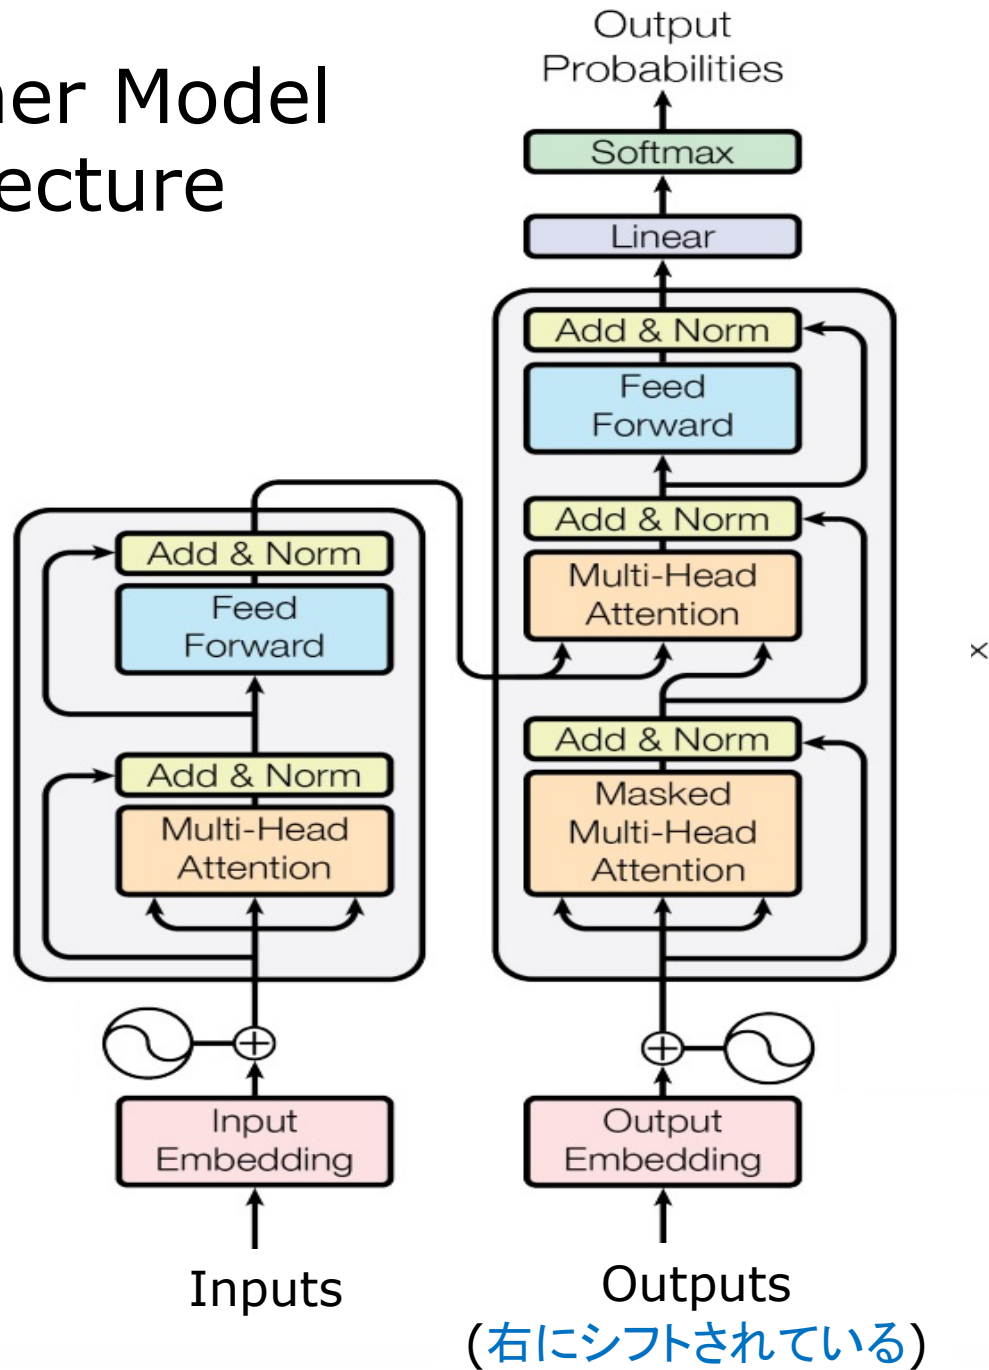 ner Model
ecture
Output
Probabilities
Softmax
Linear
Add & Norm
Feed
Forward
Add & Norm
Multi-Head
Attention
Add & Norm
Masked
Multi-Head
Attention
Add & Norm
Feed
Forward
Add & Norm
Multi-Head
Attention
Input
Embedding
Output
Embedding
Inputs
Outputs
(右にシフトされている)
x